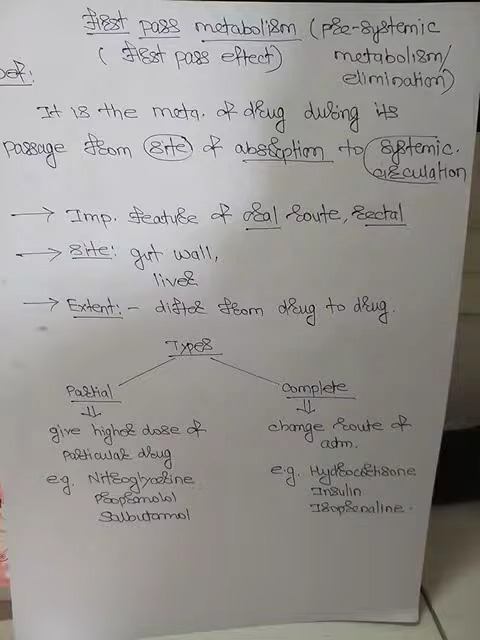 First pass metabolism (pre-systemic
( First pass effect) metabolism/
elimination)
Def:
It is the meta. of drug during its
passage from site of absorption to systemic.
circulation
→ Imp. feature of oral route, rectal
→ Site: gut wall,
liver
→ Extent:- differ from drug to drug.
Types
Partial
⇓
give higher dose of
particular drug
e.g. Nitroglycerine
Propranolol
Salbutamol
Complete
⇓
change route of
adm.
e.g. Hydrocortisone
Insulin
Isoprenaline.